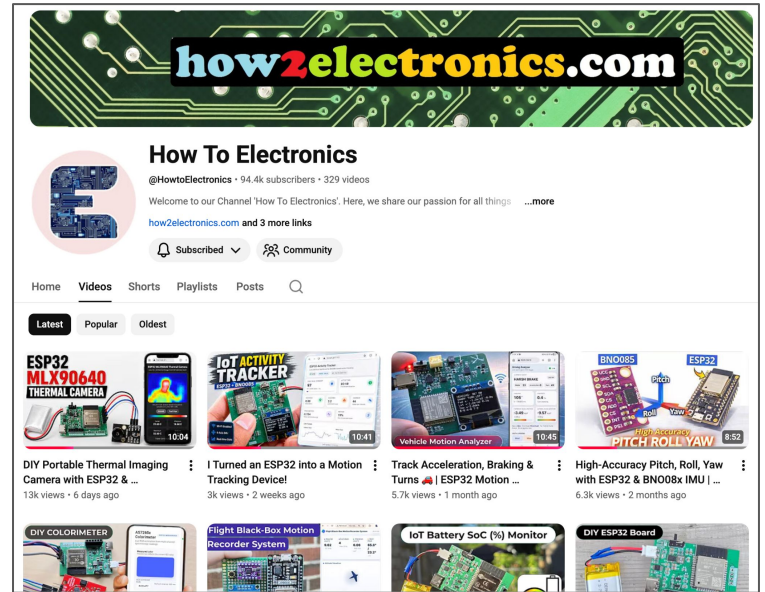 how2electronics.com
How To Electronics
@HowtoElectronics • 94.4k subscribers • 329 videos
Welcome to our Channel 'How To Electronics'. Here, we share our passion for all things ...more
how2electronics.com and 3 more links
Subscribed
Community
Home Videos Shorts Playlists Posts
Latest Popular Oldest
ESP32
MLX90640
THERMAL CAMERA
10:04
IoT ACTIVITY
TRACKER
ESP32 • BNO085
10:41
HARSH BRAKE
Vehicle Motion Analyzer
10:45
BNO085
ESP32
Pitch
Roll
Yaw
High Accuracy
PITCH ROLL YAW
8:52
DIY Portable Thermal Imaging
Camera with ESP32 & ...
13k views • 6 days ago
I Turned an ESP32 into a Motion
Tracking Device!
3k views • 2 weeks ago
Track Acceleration, Braking &
Turns 🚗 | ESP32 Motion ...
5.7k views • 1 month ago
High-Accuracy Pitch, Roll, Yaw
with ESP32 & BNO08x IMU | ...
6.3k views • 2 months ago
DIY COLORIMETER
Colorimeter
Flight Black-Box Motion
Recorder System
IoT Battery SoC (%) Monitor
DIY ESP32 Board